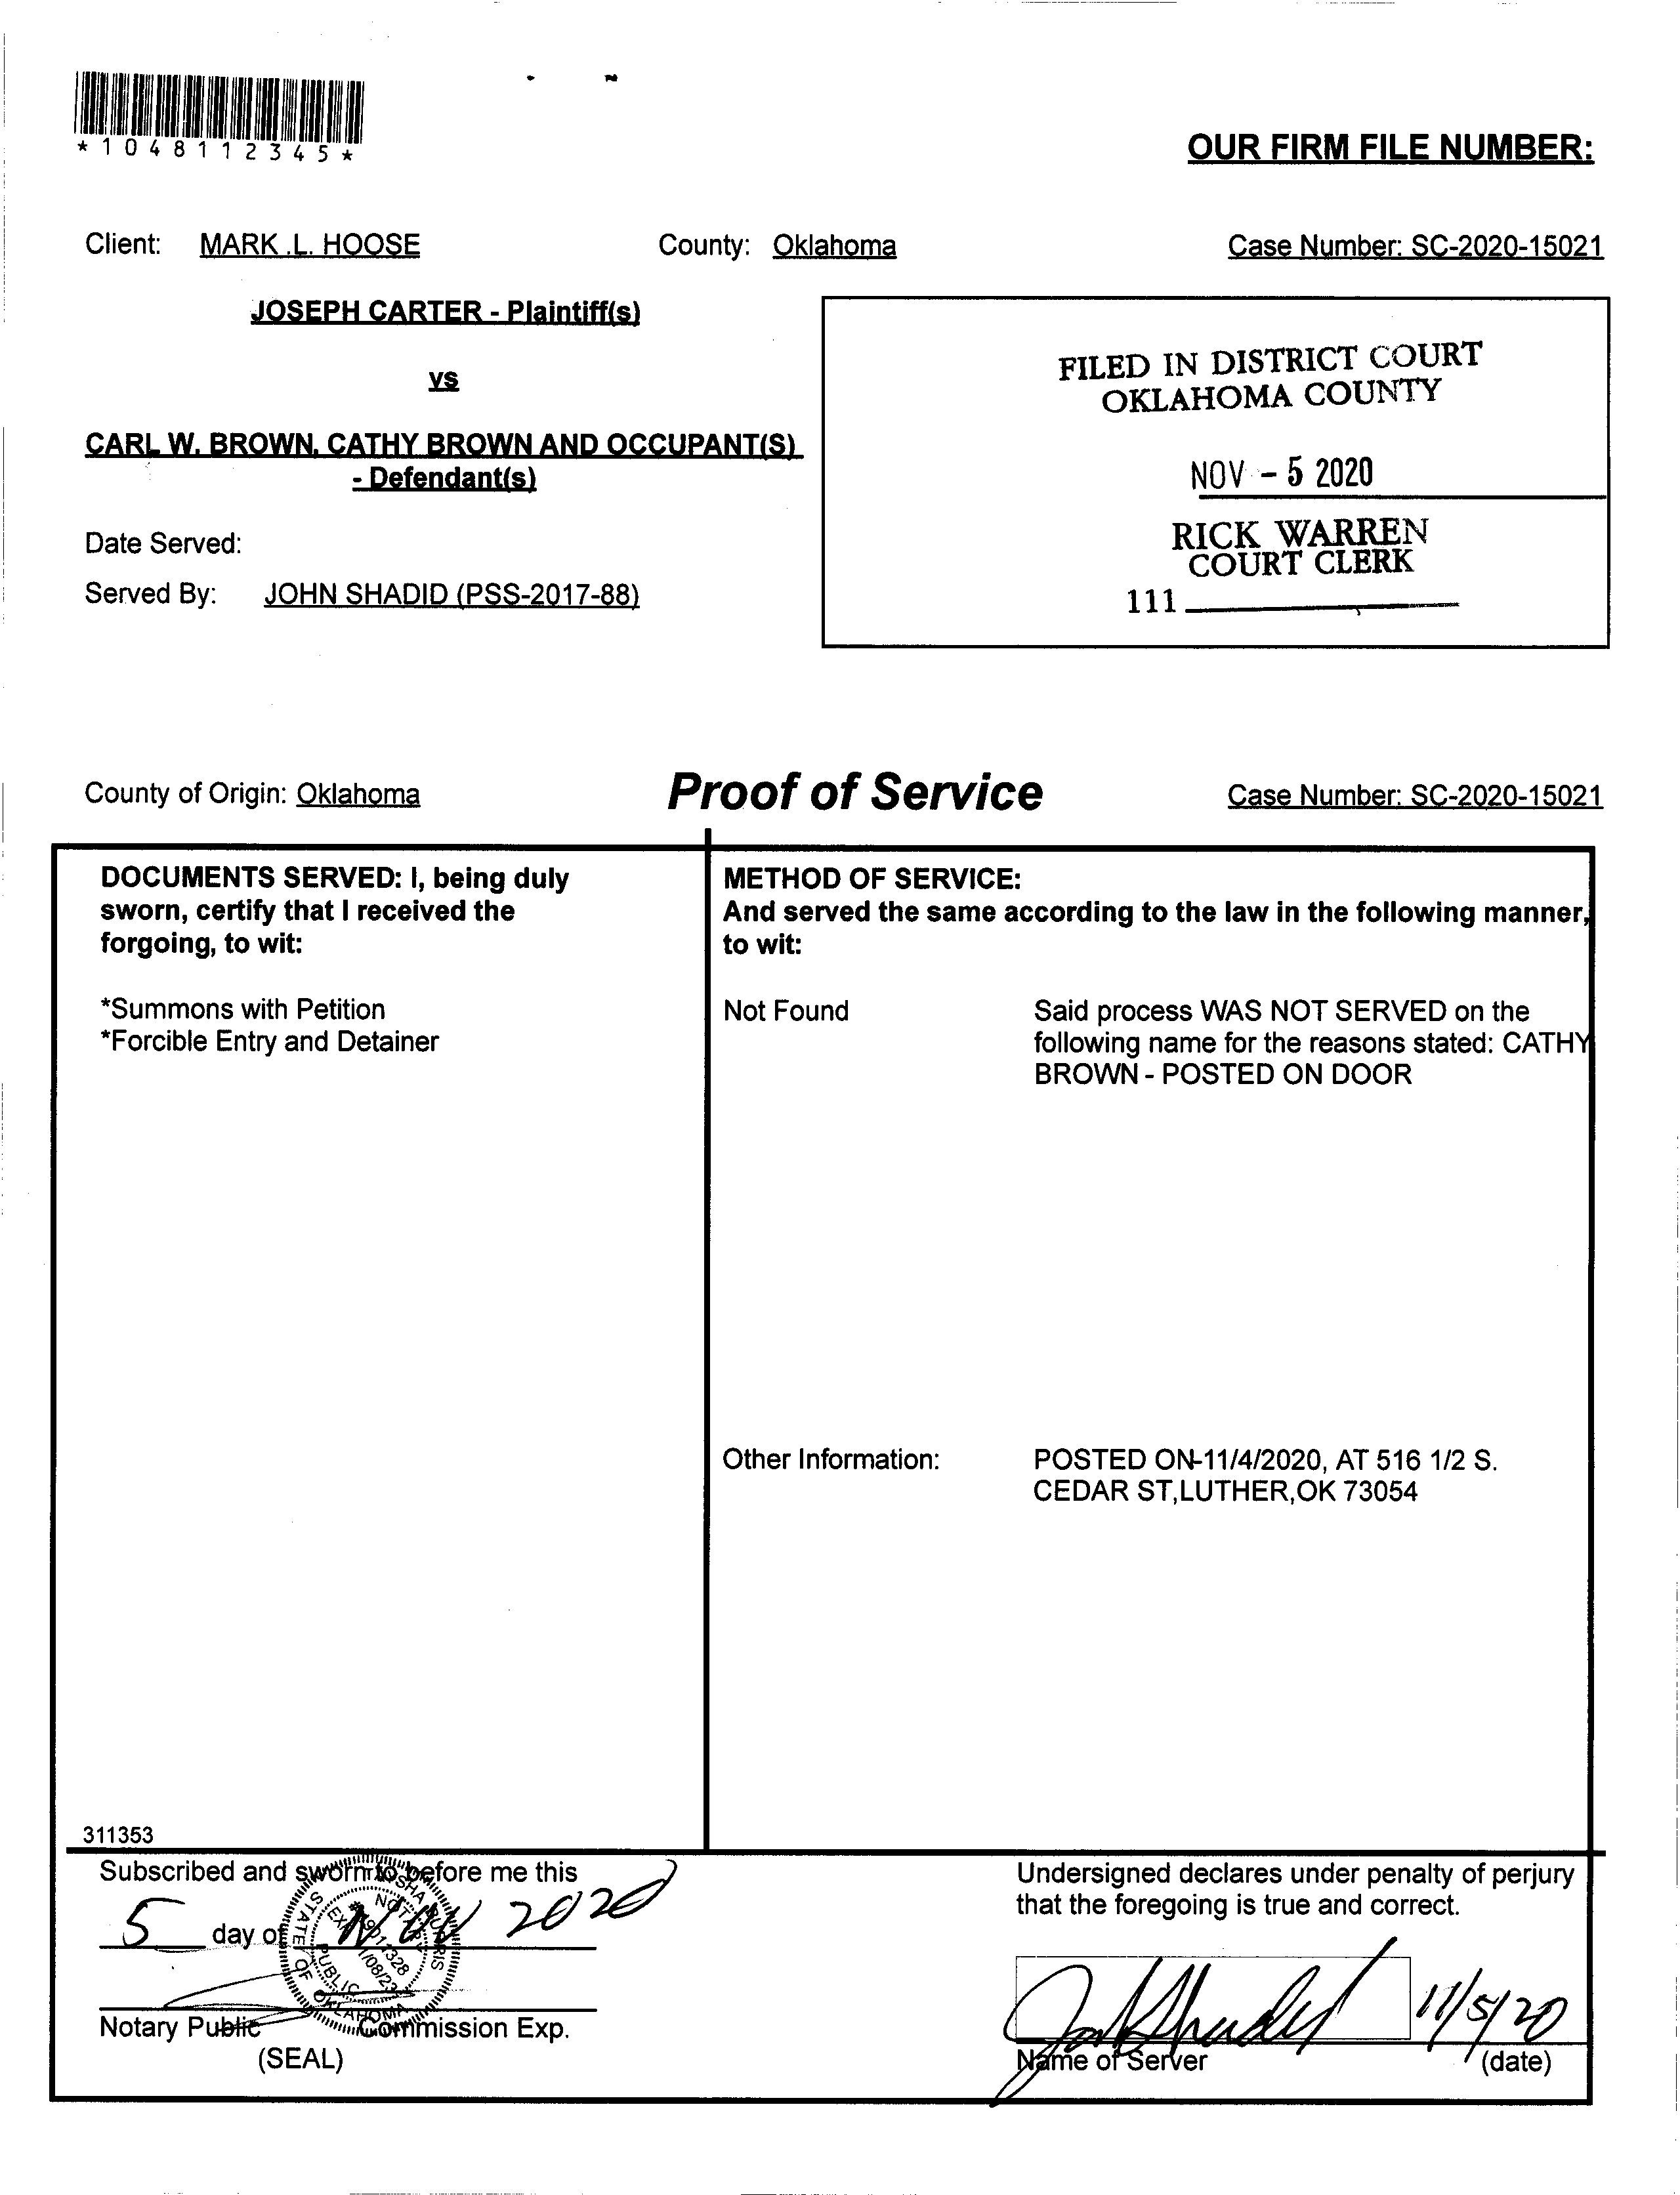 *1048112345*
OUR FIRM FILE NUMBER:
Client: MARK .L. HOOSE County: Oklahoma Case Number: SC-2020-15021
JOSEPH CARTER - Plaintiff(s)
vs
CARL W. BROWN, CATHY BROWN AND OCCUPANT(S)
- Defendant(s)
Date Served:
Served By: JOHN SHADID (PSS-2017-88)
FILED IN DISTRICT COURT
OKLAHOMA COUNTY
NOV - 5 2020
RICK WARREN
COURT CLERK
111
County of Origin: Oklahoma Proof of Service Case Number: SC-2020-15021
DOCUMENTS SERVED: I, being duly
sworn, certify that I received the
forgoing, to wit:
*Summons with Petition
*Forcible Entry and Detainer
METHOD OF SERVICE:
And served the same according to the law in the following manner,
to wit:
Not Found Said process WAS NOT SERVED on the
following name for the reasons stated: CATHY
BROWN - POSTED ON DOOR
Other Information: POSTED ON-11/4/2020, AT 516 1/2 S.
CEDAR ST,LUTHER,OK 73054
311353
Subscribed and sworn to before me this
5 day of Nov 2020
Notary Public Commission Exp.
(SEAL)
STATE OF OKLAHOMA
NOTARY PUBLIC
Undersigned declares under penalty of perjury
that the foregoing is true and correct.
11/5/20
Name of Server (date)